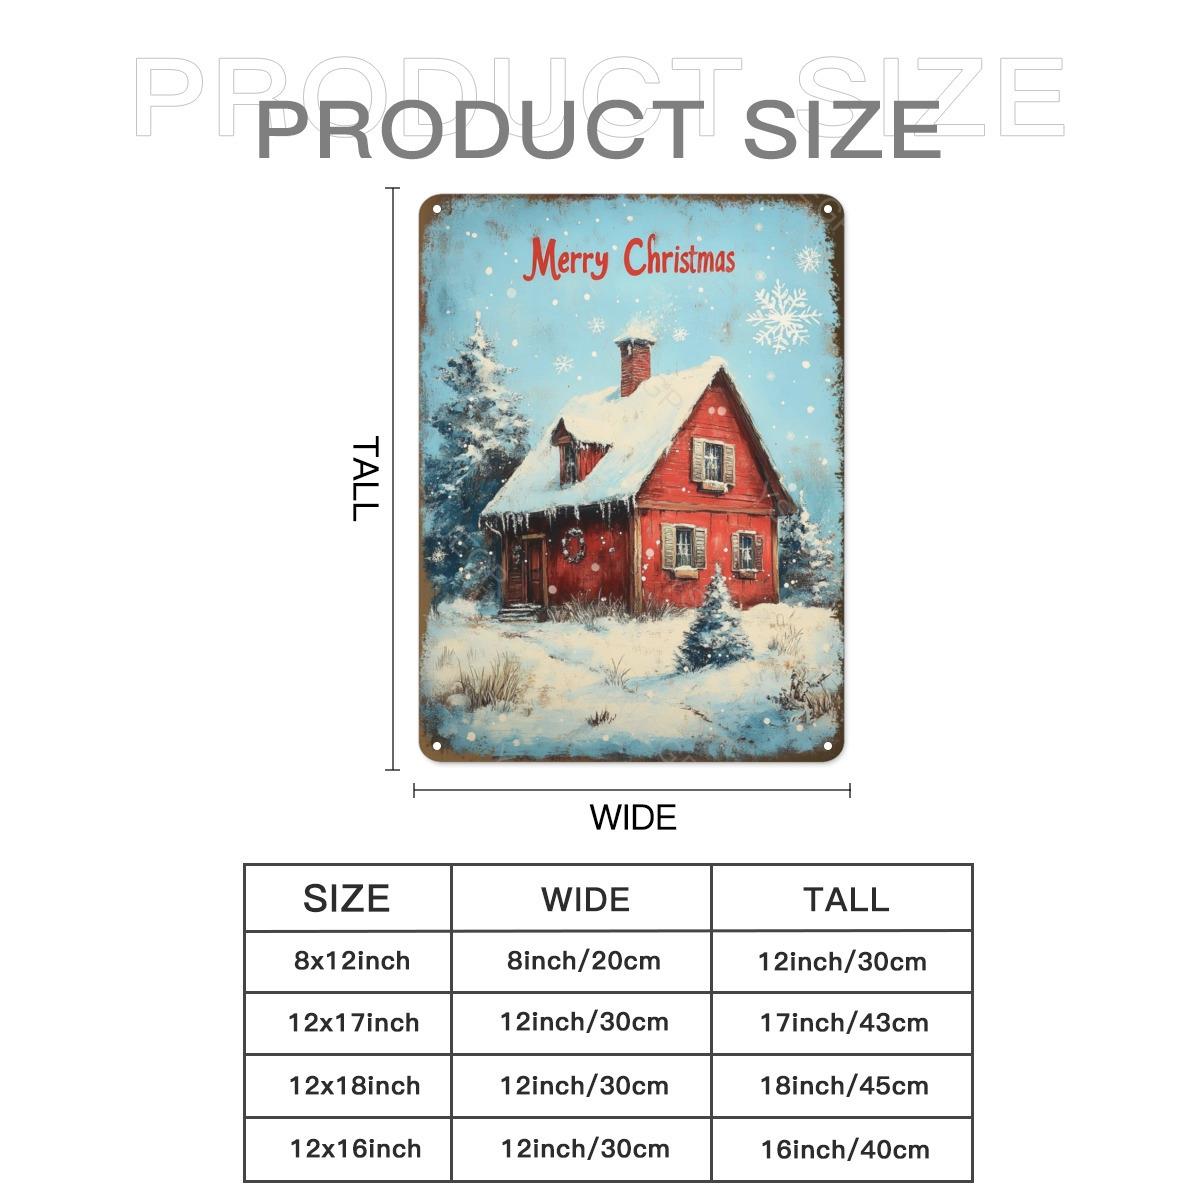 PRODUCT SIZE
PRODUCT SIZE
Merry Christmas
TALL
WIDE
SIZE WIDE TALL
8x12inch 8inch/20cm 12inch/30cm
12x17inch 12inch/30cm 17inch/43cm
12x18inch 12inch/30cm 18inch/45cm
12x16inch 12inch/30cm 16inch/40cm